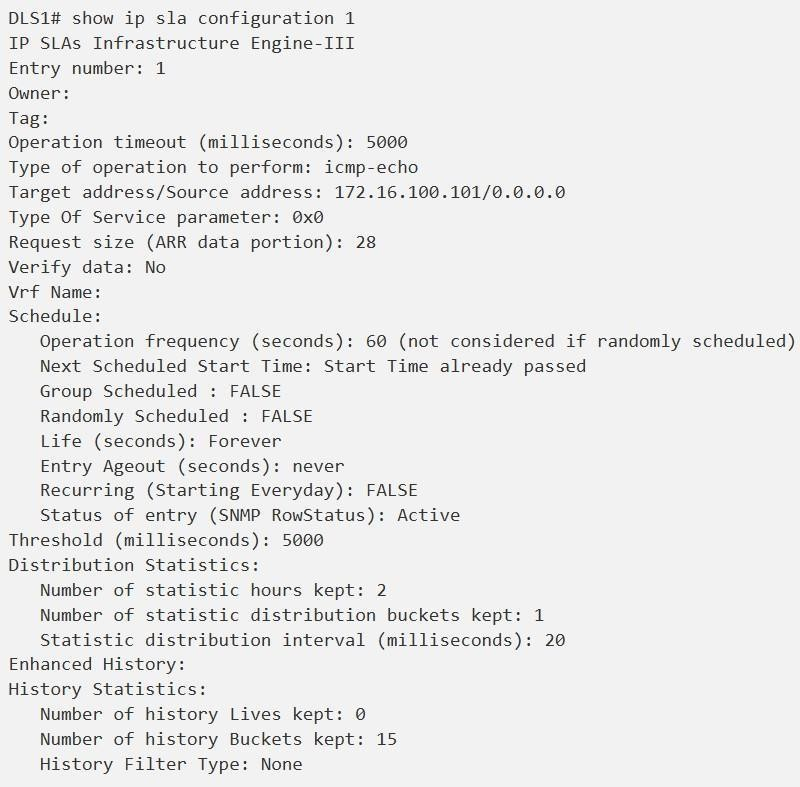 DLS1# show ip sla configuration 1
IP SLAs Infrastructure Engine-III
Entry number: 1
Owner:
Tag:
Operation timeout (milliseconds): 5000
Type of operation to perform: icmp-echo
Target address/Source address: 172.16.100.101/0.0.0.0
Type Of Service parameter: 0x0
Request size (ARR data portion): 28
Verify data: No
Vrf Name:
Schedule:
   Operation frequency (seconds): 60 (not considered if randomly scheduled)
   Next Scheduled Start Time: Start Time already passed
   Group Scheduled : FALSE
   Randomly Scheduled : FALSE
   Life (seconds): Forever
   Entry Ageout (seconds): never
   Recurring (Starting Everyday): FALSE
   Status of entry (SNMP RowStatus): Active
Threshold (milliseconds): 5000
Distribution Statistics:
   Number of statistic hours kept: 2
   Number of statistic distribution buckets kept: 1
   Statistic distribution interval (milliseconds): 20
Enhanced History:
History Statistics:
   Number of history Lives kept: 0
   Number of history Buckets kept: 15
   History Filter Type: None